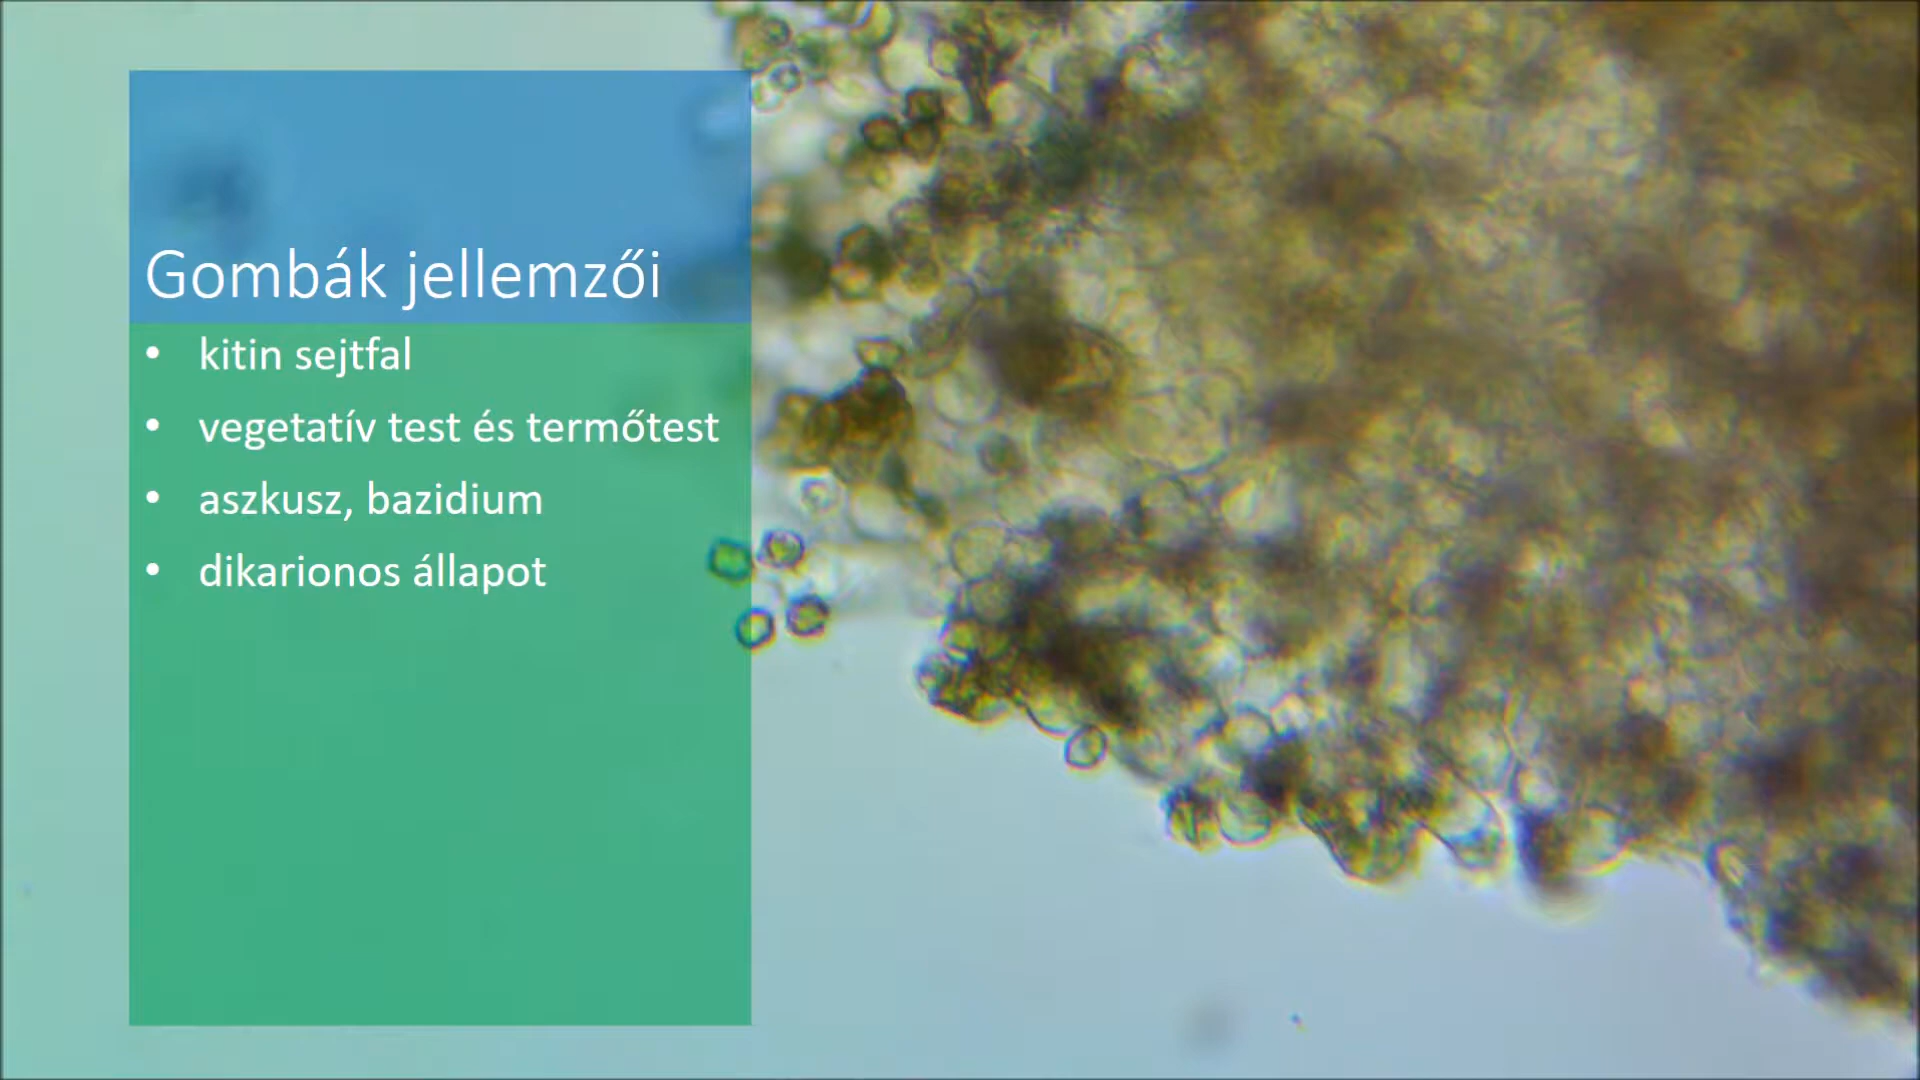 Gombák jellemzői
• kitin sejtfal
• vegetatív test és termőtest
• aszkusz, bazidium
• dikarionos állapot